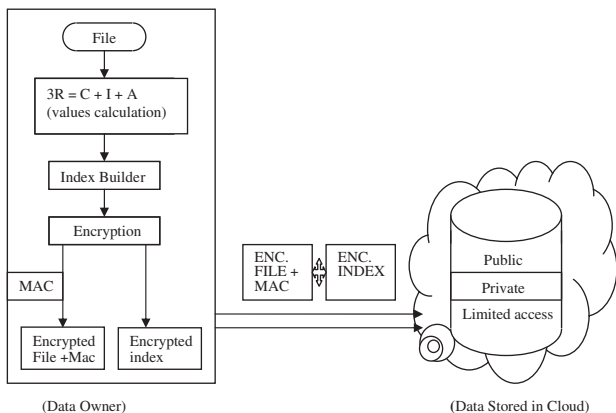 File
3R = C + I + A
(values calculation)
Index Builder
Encryption
MAC
Encrypted
File +Mac
Encrypted
index
ENC.
FILE +
MAC
ENC.
INDEX
Public
Private
Limited access
(Data Owner)
(Data Stored in Cloud)